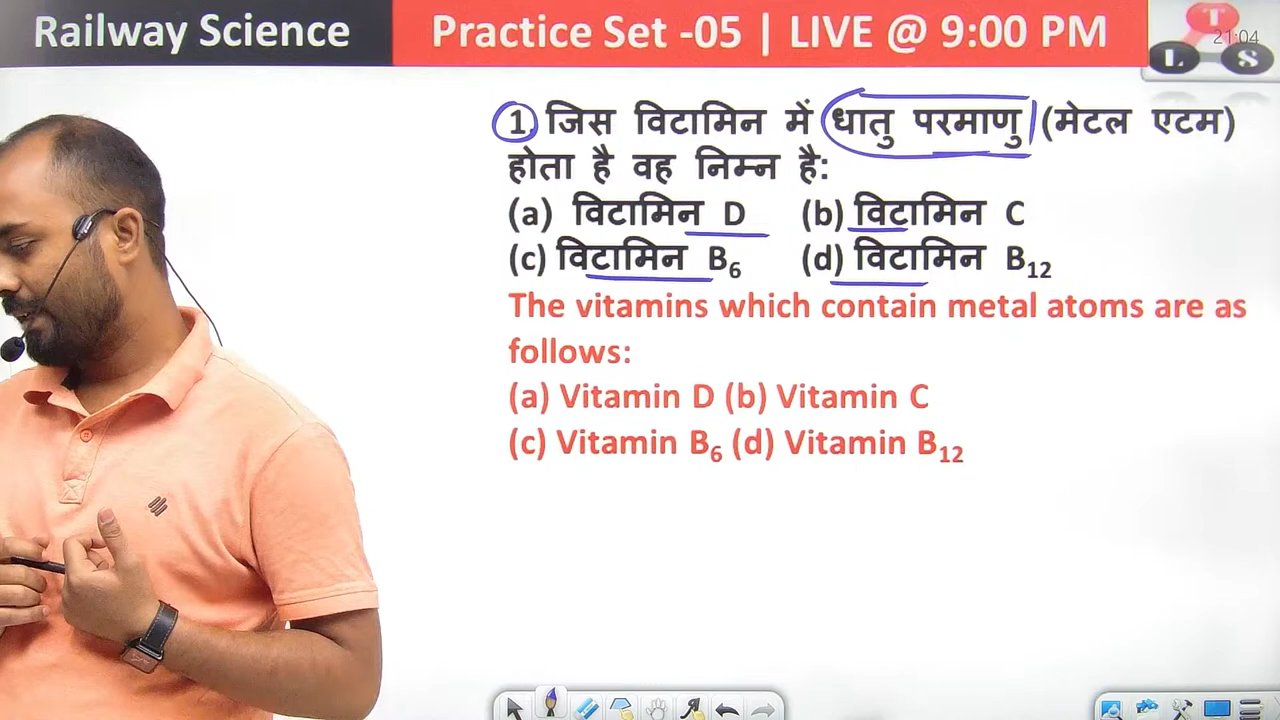 Railway Science
Practice Set -05 | LIVE @ 9:00 PM
T
21:04
L S
1. जिस विटामिन में धातु परमाणु (मेटल एटम)
होता है वह निम्न है:
(a) विटामिन D (b) विटामिन C
(c) विटामिन B₆ (d) विटामिन B₁₂
The vitamins which contain metal atoms are as
follows:
(a) Vitamin D (b) Vitamin C
(c) Vitamin B₆ (d) Vitamin B₁₂